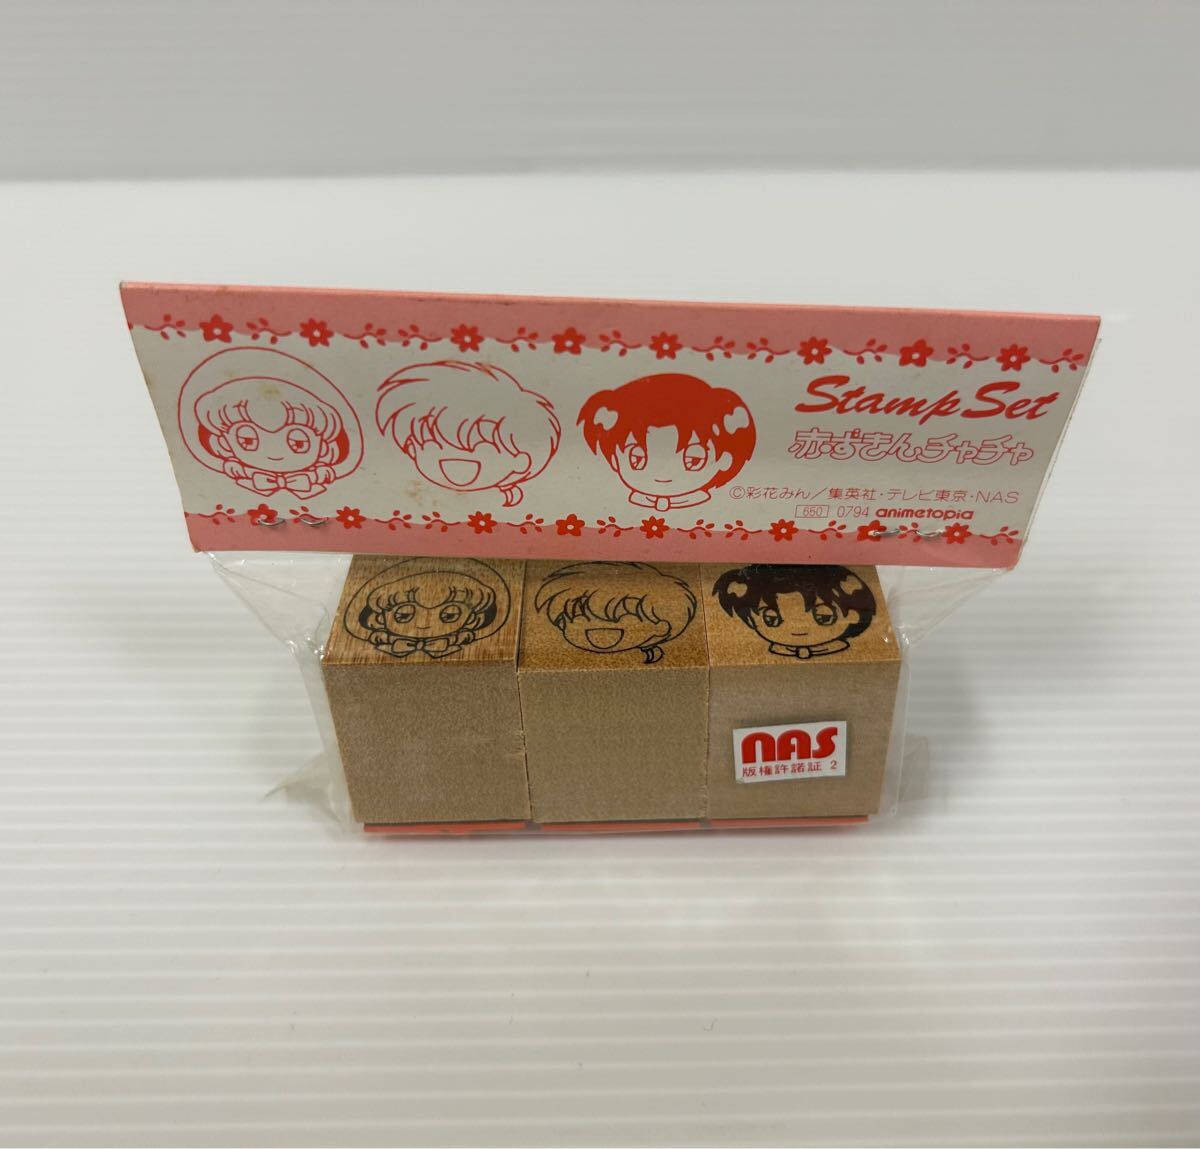 Stamp Set
赤ずきんチャチャ
©彩花みん/集英社・テレビ東京・NAS
650 0794 animetopia
nas
版権許諾証 2